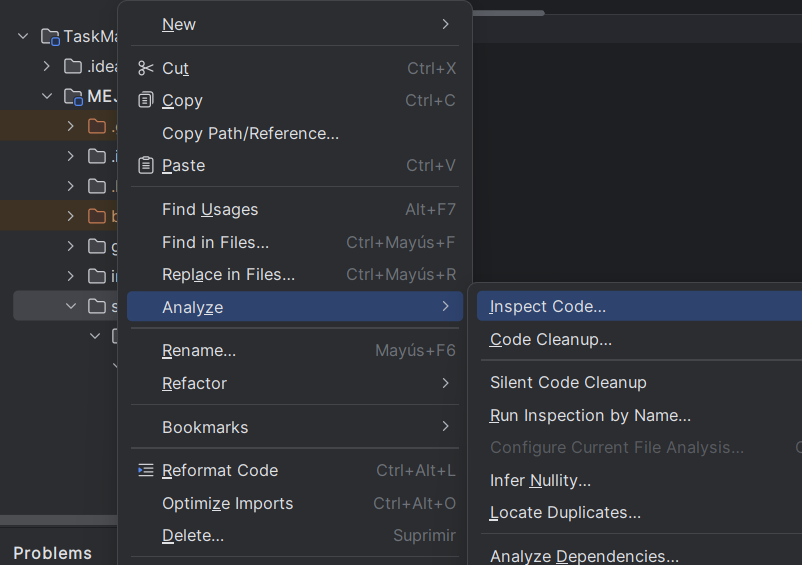 New
TaskMa
Cut Ctrl+X
.idea
MEJ
Copy Ctrl+C
Copy Path/Reference...
Paste Ctrl+V
Find Usages Alt+F7
Find in Files... Ctrl+Mayús+F
Replace in Files... Ctrl+Mayús+R
Analyze
Inspect Code...
Code Cleanup...
Rename... Mayús+F6
Refactor
Silent Code Cleanup
Run Inspection by Name...
Bookmarks
Configure Current File Analysis...
Reformat Code Ctrl+Alt+L
Infer Nullity...
Optimize Imports Ctrl+Alt+O
Locate Duplicates...
Delete... Suprimir
Problems
Analyze Dependencies...